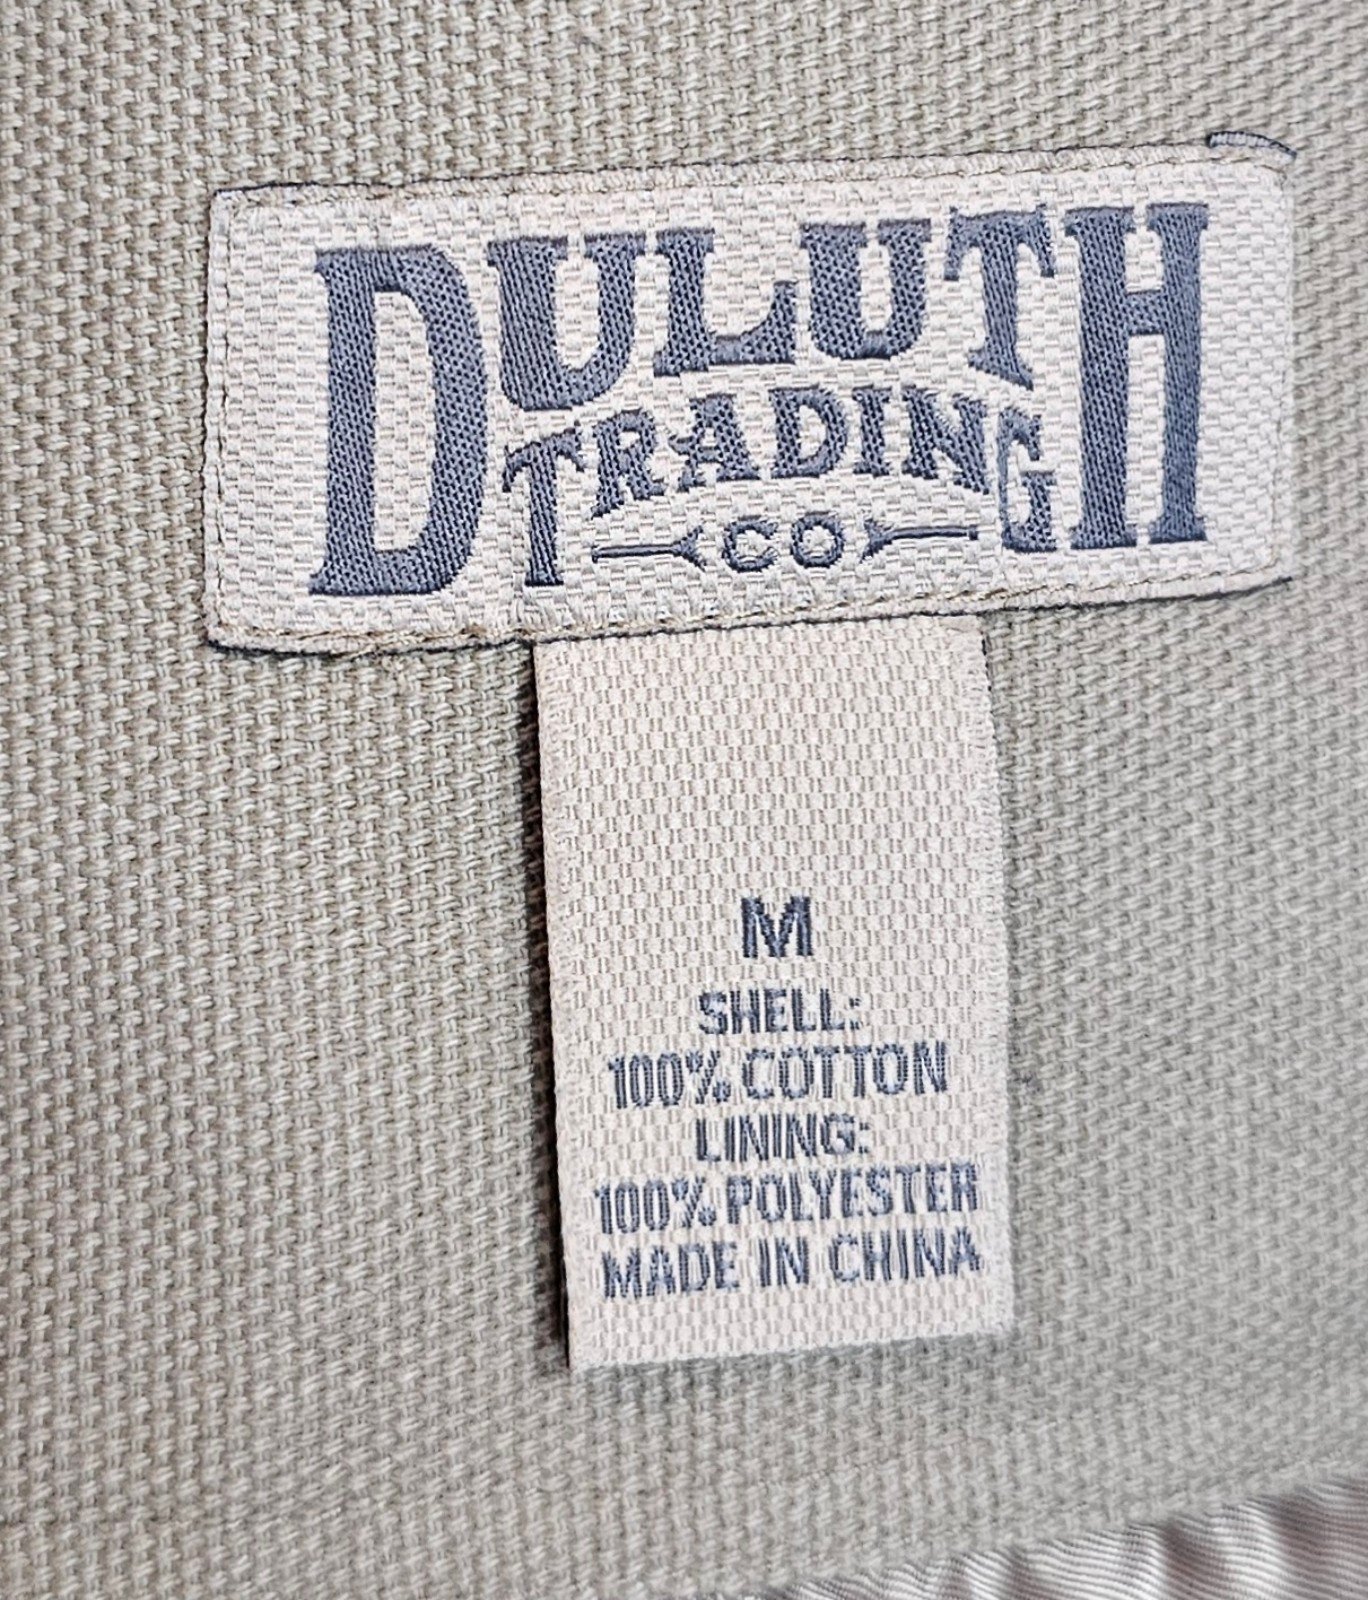 DULUTH
TRADING
CO
M
SHELL:
100% COTTON
LINING:
100% POLYESTER
MADE IN CHINA